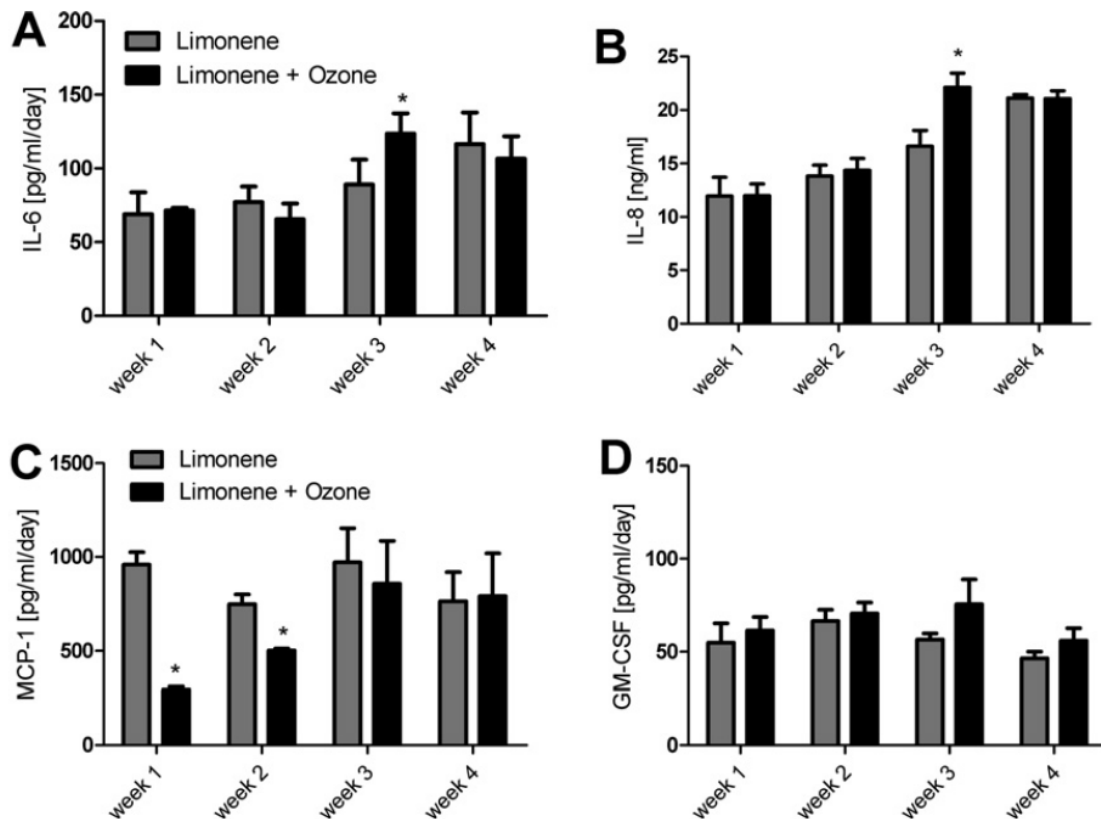 A
IL-6 [pg/ml/day]
200
150
100
50
0
Limonene
Limonene + Ozone
*
week 1
week 2
week 3
week 4
B
IL-8 [ng/ml]
25
20
15
10
5
0
*
week 1
week 2
week 3
week 4
C
MCP-1 [pg/ml/day]
1500
1000
500
0
Limonene
Limonene + Ozone
*
*
week 1
week 2
week 3
week 4
D
GM-CSF [pg/ml/day]
150
100
50
0
week 1
week 2
week 3
week 4